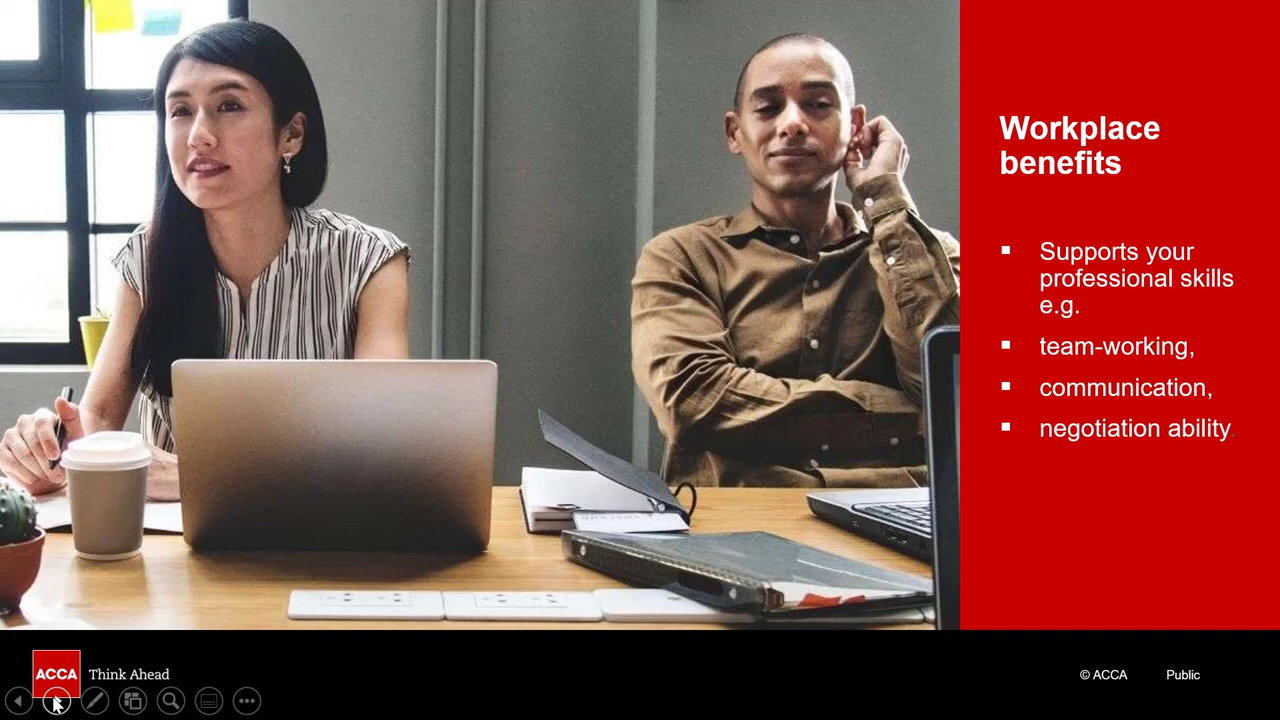 Workplace
benefits
Supports your
professional skills
e.g.
team-working,
communication,
negotiation ability.
ACCA
Think Ahead
© ACCA
Public